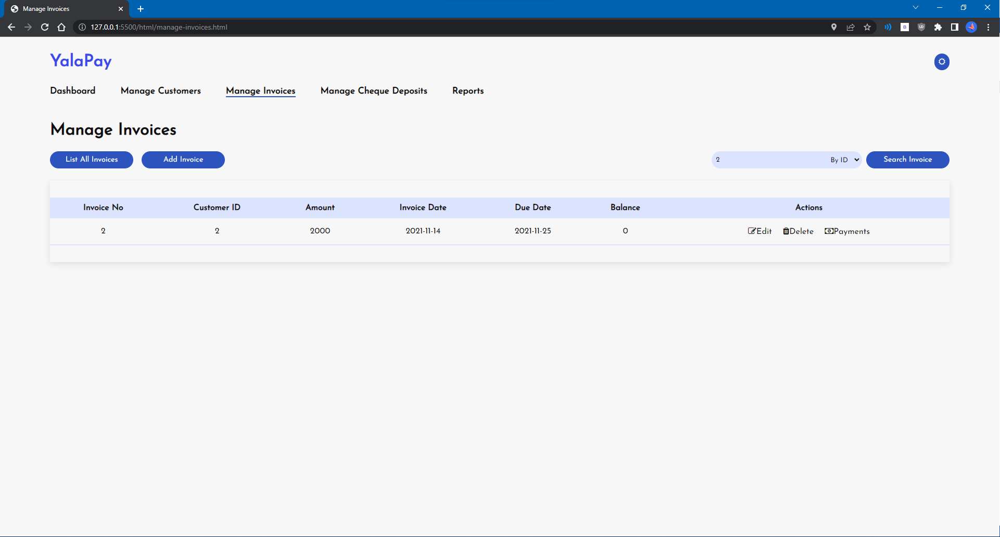 Manage Invoices
127.0.0.1:5500/html/manage-invoices.html
YalaPay
Dashboard Manage Customers Manage Invoices Manage Cheque Deposits Reports
Manage Invoices
List All Invoices Add Invoice 2 By ID Search Invoice
Invoice No Customer ID Amount Invoice Date Due Date Balance Actions
2 2 2000 2021-11-14 2021-11-25 0 Edit Delete Payments